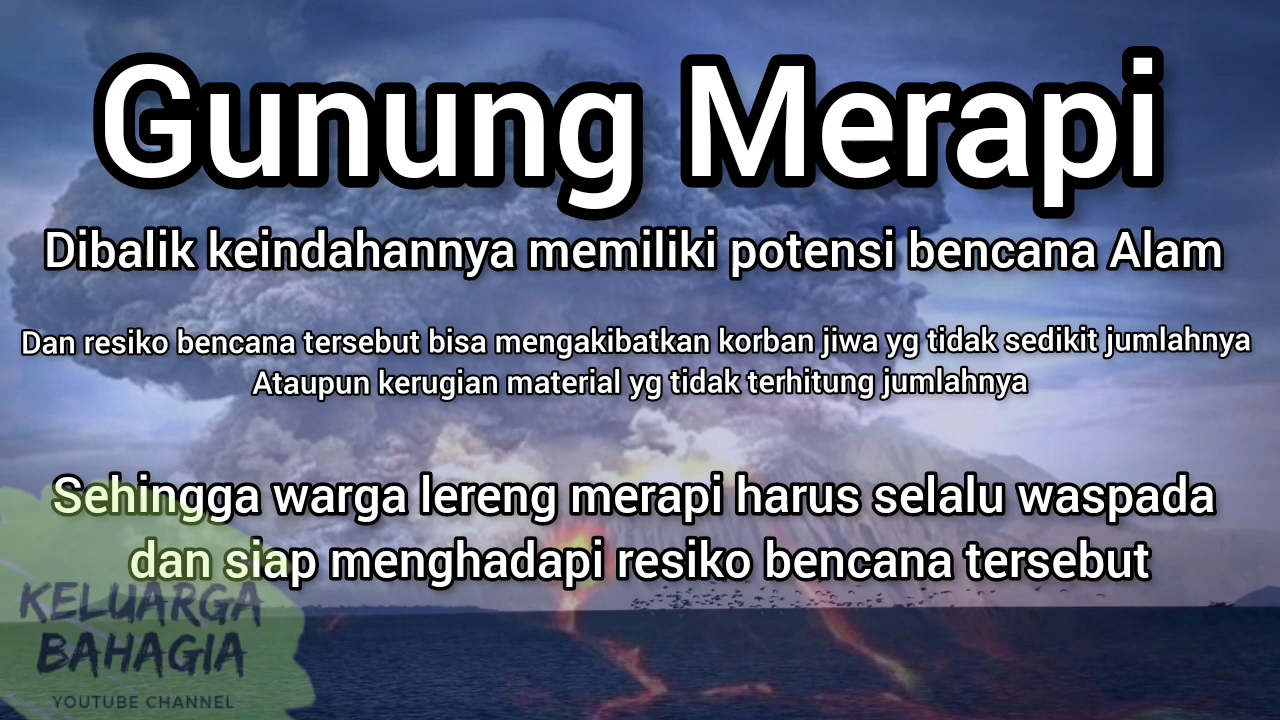 Gunung Merapi
Dibalik keindahannya memiliki potensi bencana Alam
Dan resiko bencana tersebut bisa mengakibatkan korban jiwa yg tidak sedikit jumlahnya
Ataupun kerugian material yg tidak terhitung jumlahnya
Sehingga warga lereng merapi harus selalu waspada
dan siap menghadapi resiko bencana tersebut
KELUARGA
BAHAGIA
YOUTUBE CHANNEL